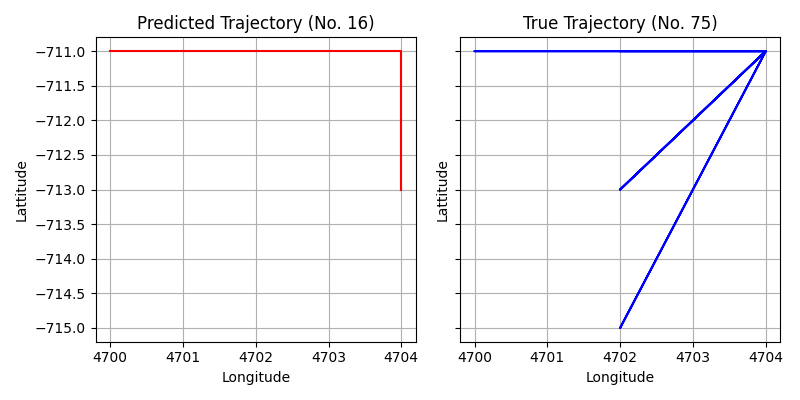 Predicted Trajectory (No. 16)
True Trajectory (No. 75)
Lattitude
−711.0
−711.5
−712.0
−712.5
−713.0
−713.5
−714.0
−714.5
−715.0
4700 4701 4702 4703 4704
Longitude
Lattitude
4700 4701 4702 4703 4704
Longitude